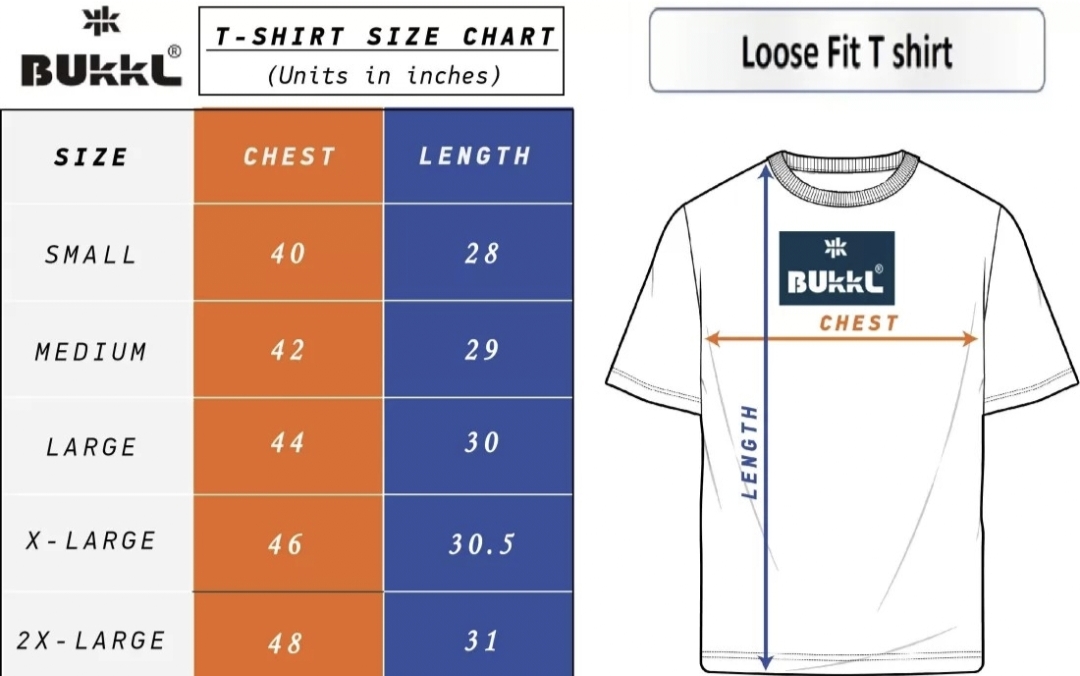 BUKKL®
T-SHIRT SIZE CHART
(Units in inches)
SIZE CHEST LENGTH
SMALL 40 28
MEDIUM 42 29
LARGE 44 30
X-LARGE 46 30.5
2X-LARGE 48 31
Loose Fit T shirt
BUKKL®
CHEST
LENGTH